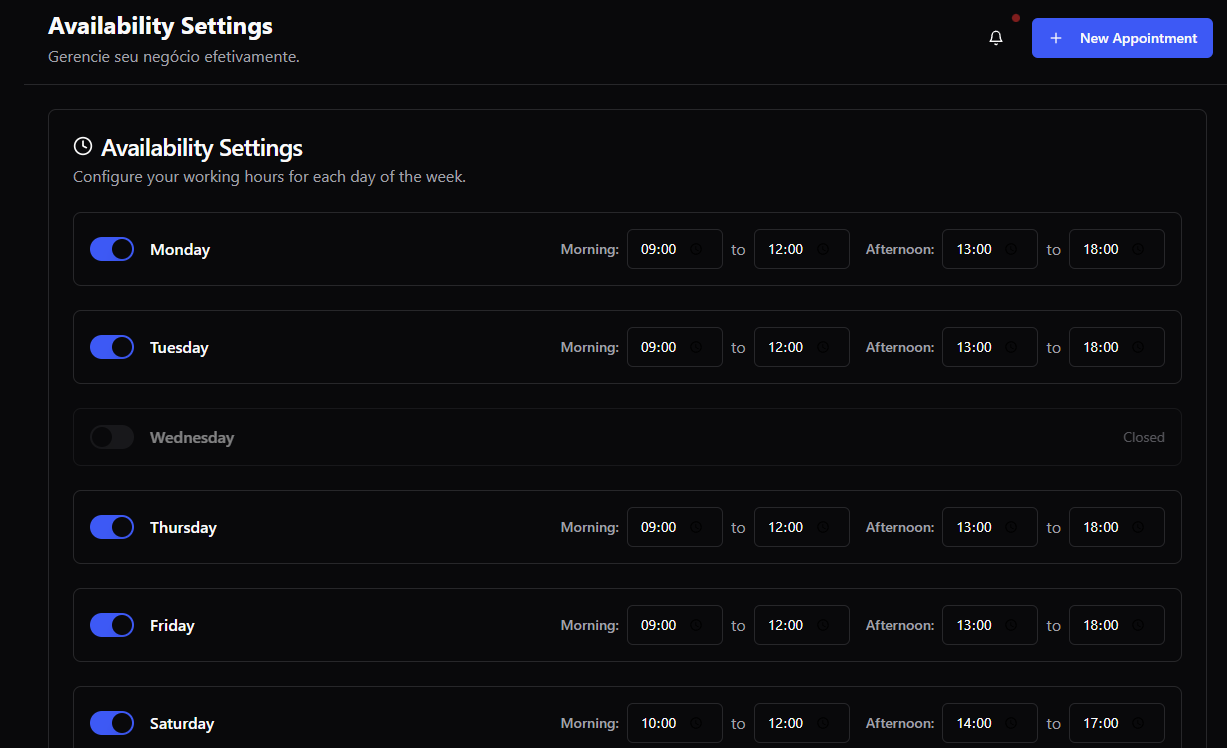 Availability Settings
Gerencie seu negócio efetivamente.
New Appointment
Availability Settings
Configure your working hours for each day of the week.
Monday Morning: 09:00 to 12:00 Afternoon: 13:00 to 18:00
Tuesday Morning: 09:00 to 12:00 Afternoon: 13:00 to 18:00
Wednesday Closed
Thursday Morning: 09:00 to 12:00 Afternoon: 13:00 to 18:00
Friday Morning: 09:00 to 12:00 Afternoon: 13:00 to 18:00
Saturday Morning: 10:00 to 12:00 Afternoon: 14:00 to 17:00